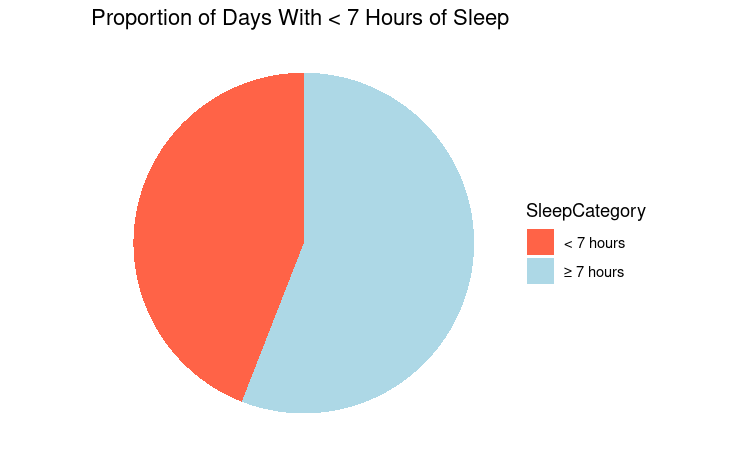 Proportion of Days With < 7 Hours of Sleep
SleepCategory
< 7 hours
≥ 7 hours